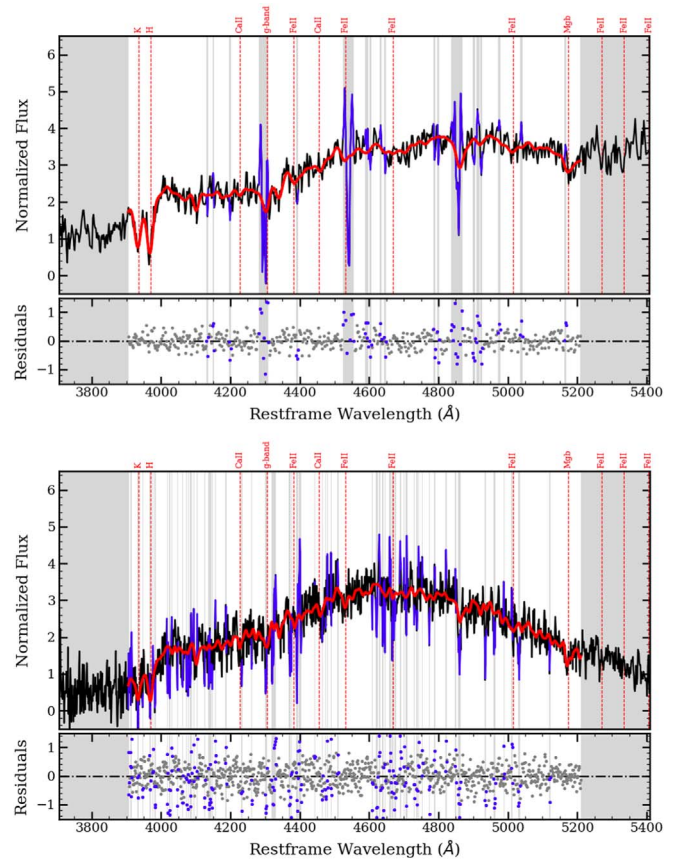 K H CaII g-band FeII CaII FeII FeII FeII Mgb FeII FeII FeII
6
5
4
3
2
1
0
Normalized Flux
1
0
−1
Residuals
3800 4000 4200 4400 4600 4800 5000 5200 5400
Restframe Wavelength (Å)
K H CaII g-band FeII CaII FeII FeII FeII Mgb FeII FeII FeII
6
5
4
3
2
1
0
Normalized Flux
1
0
−1
Residuals
3800 4000 4200 4400 4600 4800 5000 5200 5400
Restframe Wavelength (Å)